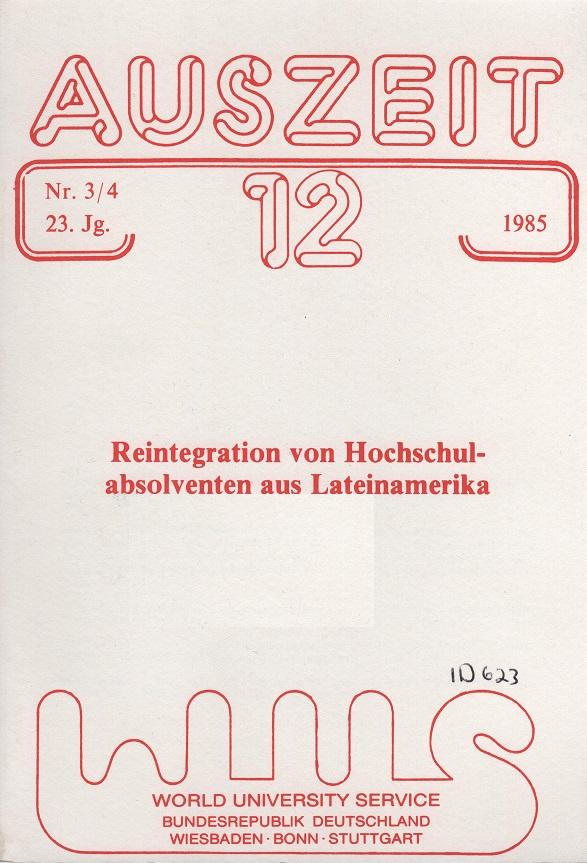 AUSZEIT
12
Nr. 3/4
23. Jg.
1985
Reintegration von Hochschul-
absolventen aus Lateinamerika
ID 623
wus
WORLD UNIVERSITY SERVICE
BUNDESREPUBLIK DEUTSCHLAND
WIESBADEN · BONN · STUTTGART